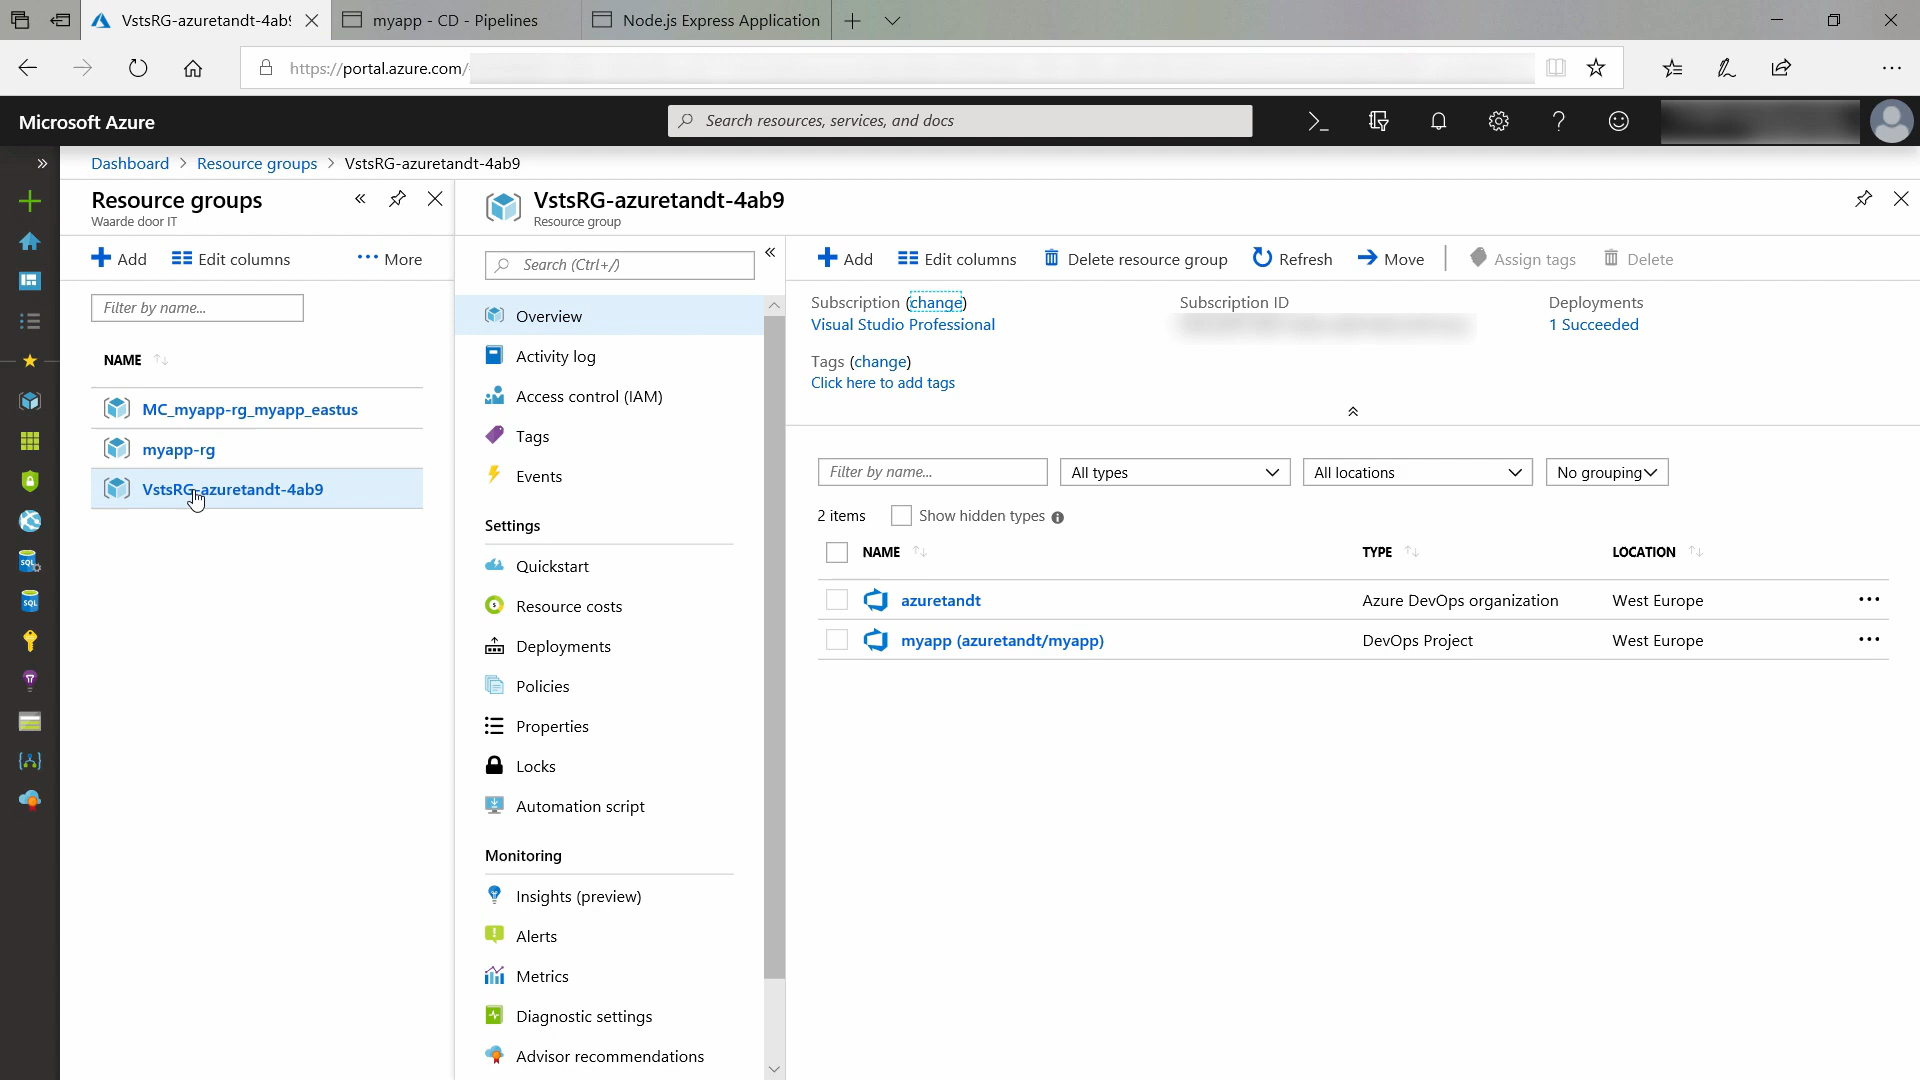 VstsRG-azuretandt-4ab9
myapp - CD - Pipelines
Node.js Express Application
https://portal.azure.com/
Microsoft Azure
Search resources, services, and docs
Dashboard > Resource groups > VstsRG-azuretandt-4ab9
Resource groups
Waarde door IT
Add
Edit columns
More
Filter by name...
NAME
MC_myapp-rg_myapp_eastus
myapp-rg
VstsRG-azuretandt-4ab9
VstsRG-azuretandt-4ab9
Resource group
Search (Ctrl+/)
Overview
Activity log
Access control (IAM)
Tags
Events
Settings
Quickstart
Resource costs
Deployments
Policies
Properties
Locks
Automation script
Monitoring
Insights (preview)
Alerts
Metrics
Diagnostic settings
Advisor recommendations
Add
Edit columns
Delete resource group
Refresh
Move
Assign tags
Delete
Subscription (change)
Visual Studio Professional
Subscription ID
Deployments
1 Succeeded
Tags (change)
Click here to add tags
Filter by name...
All types
All locations
No grouping
2 items
Show hidden types
NAME TYPE LOCATION
azuretandt Azure DevOps organization West Europe
myapp (azuretandt/myapp) DevOps Project West Europe